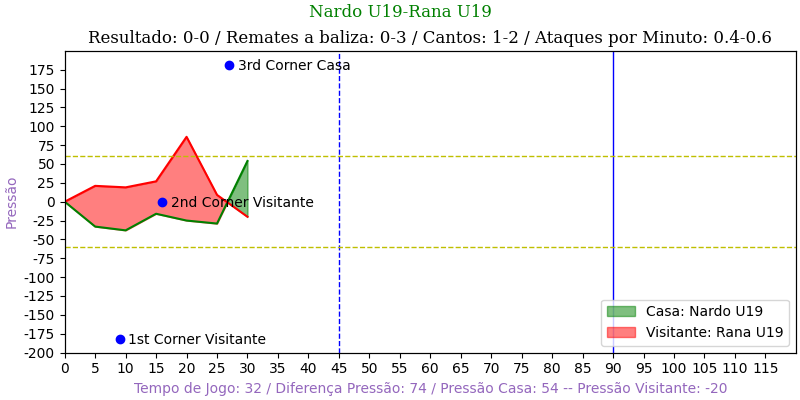 Nardo U19-Rana U19
Resultado: 0-0 / Remates a baliza: 0-3 / Cantos: 1-2 / Ataques por Minuto: 0.4-0.6
Pressão
175
150
125
100
75
50
25
0
-25
-50
-75
-100
-125
-150
-175
-200
3rd Corner Casa
2nd Corner Visitante
1st Corner Visitante
Casa: Nardo U19
Visitante: Rana U19
0 5 10 15 20 25 30 35 40 45 50 55 60 65 70 75 80 85 90 95 100 105 110 115
Tempo de Jogo: 32 / Diferença Pressão: 74 / Pressão Casa: 54 -- Pressão Visitante: -20